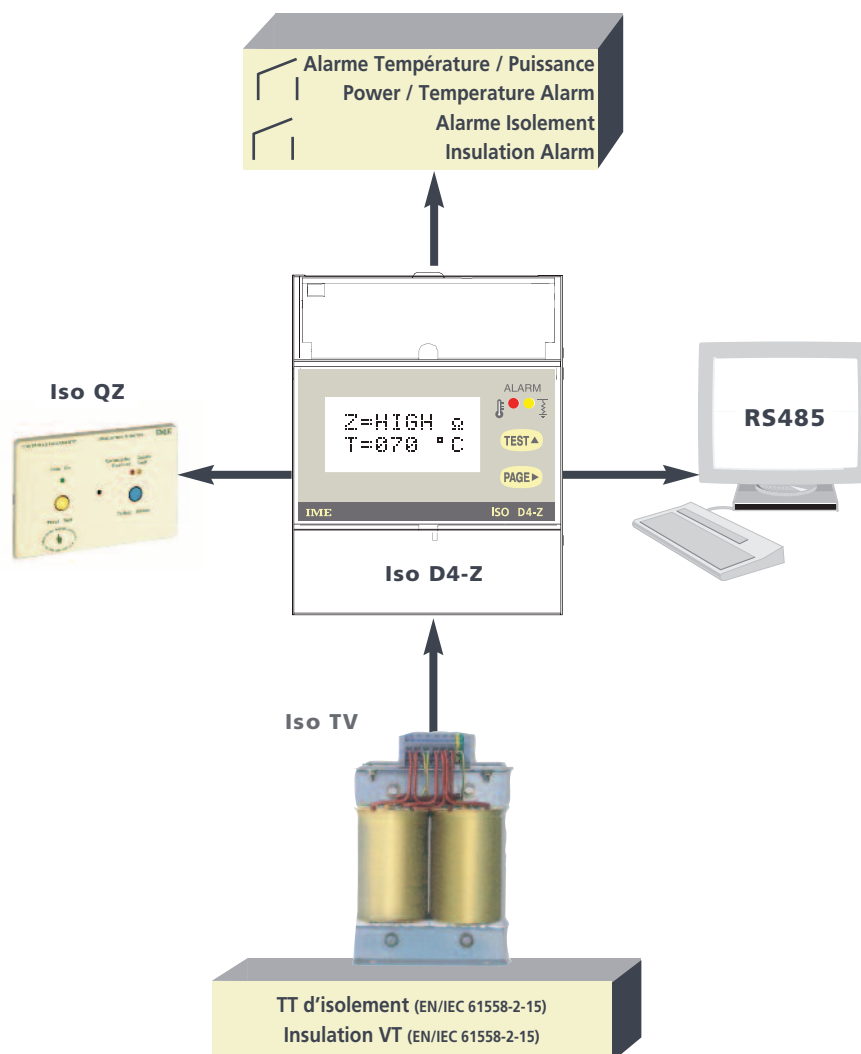 Alarme Température / Puissance
Power / Temperature Alarm
Alarme Isolement
Insulation Alarm
Iso QZ
IME
ALARM
Z=HIGH Ω
T=070 °C
TEST
PAGE
IME ISO D4-Z
Iso D4-Z
RS485
Iso TV
TT d’isolement (EN/IEC 61558-2-15)
Insulation VT (EN/IEC 61558-2-15)